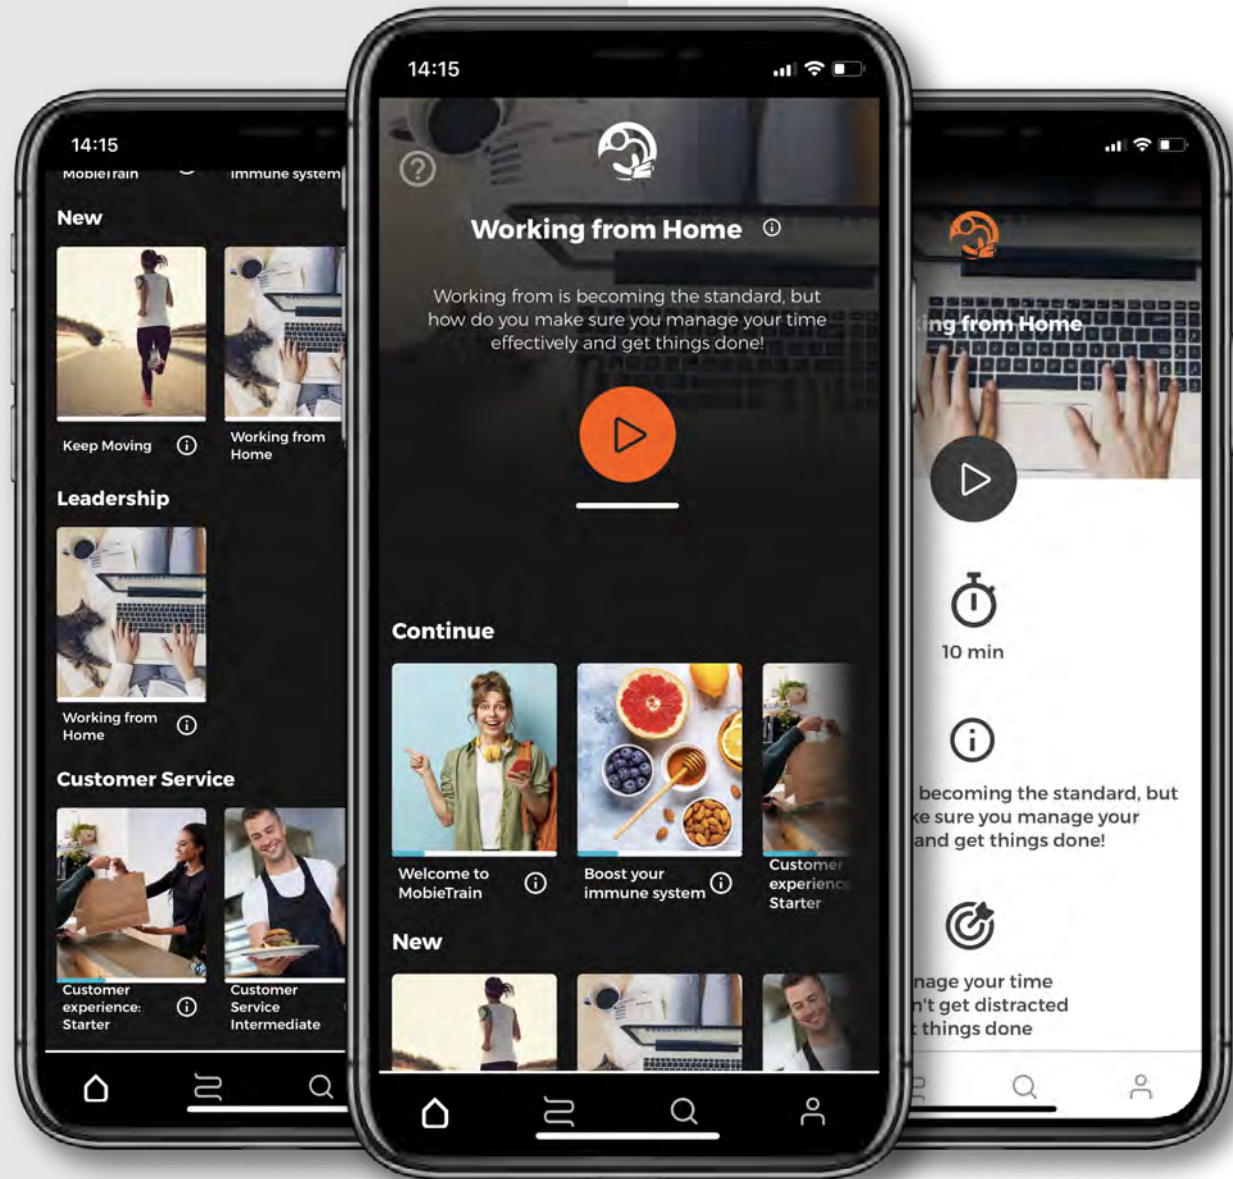 14:15
MobieTrain
immune system
New
Keep Moving
Working from
Home
Leadership
Working from
Home
Customer Service
Customer
experience:
Starter
Customer
Service
Intermediate
14:15
Working from Home
Working from is becoming the standard, but
how do you make sure you manage your time
effectively and get things done!
Continue
Welcome to
MobieTrain
Boost your
immune system
Customer
experience
Starter
New
from Home
10 min
becoming the standard, but
sure you manage your
and get things done!
your time
get distracted
things done